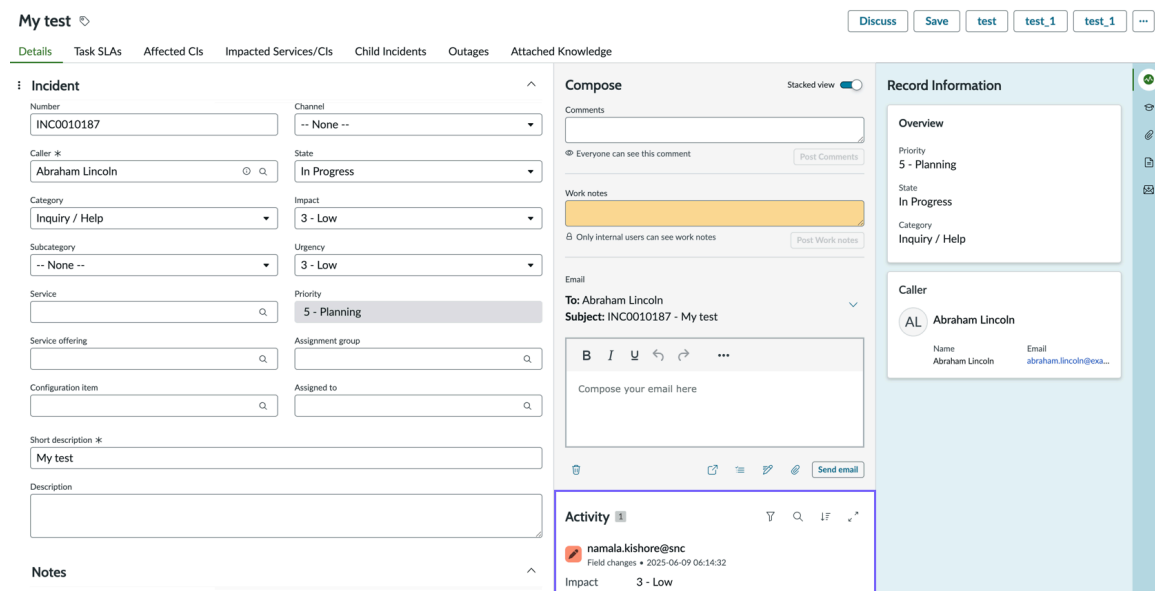 My test
Discuss
Save
test
test_1
test_1
Details
Task SLAs
Affected CIs
Impacted Services/CIs
Child Incidents
Outages
Attached Knowledge
Incident
Number
INC0010187
Channel
-- None --
Caller
Abraham Lincoln
State
In Progress
Category
Inquiry / Help
Impact
3 - Low
Subcategory
-- None --
Urgency
3 - Low
Service
Priority
5 - Planning
Service offering
Assignment group
Configuration item
Assigned to
Short description
My test
Description
Notes
Compose
Stacked view
Comments
Everyone can see this comment
Post Comments
Work notes
Only internal users can see work notes
Post Work notes
Email
To: Abraham Lincoln
Subject: INC0010187 - My test
B I U
Compose your email here
Send email
Activity 1
namala.kishore@snc
Field changes • 2025-06-09 06:14:32
Impact 3 - Low
Record Information
Overview
Priority
5 - Planning
State
In Progress
Category
Inquiry / Help
Caller
AL
Abraham Lincoln
Name
Abraham Lincoln
Email
abraham.lincoln@exa...